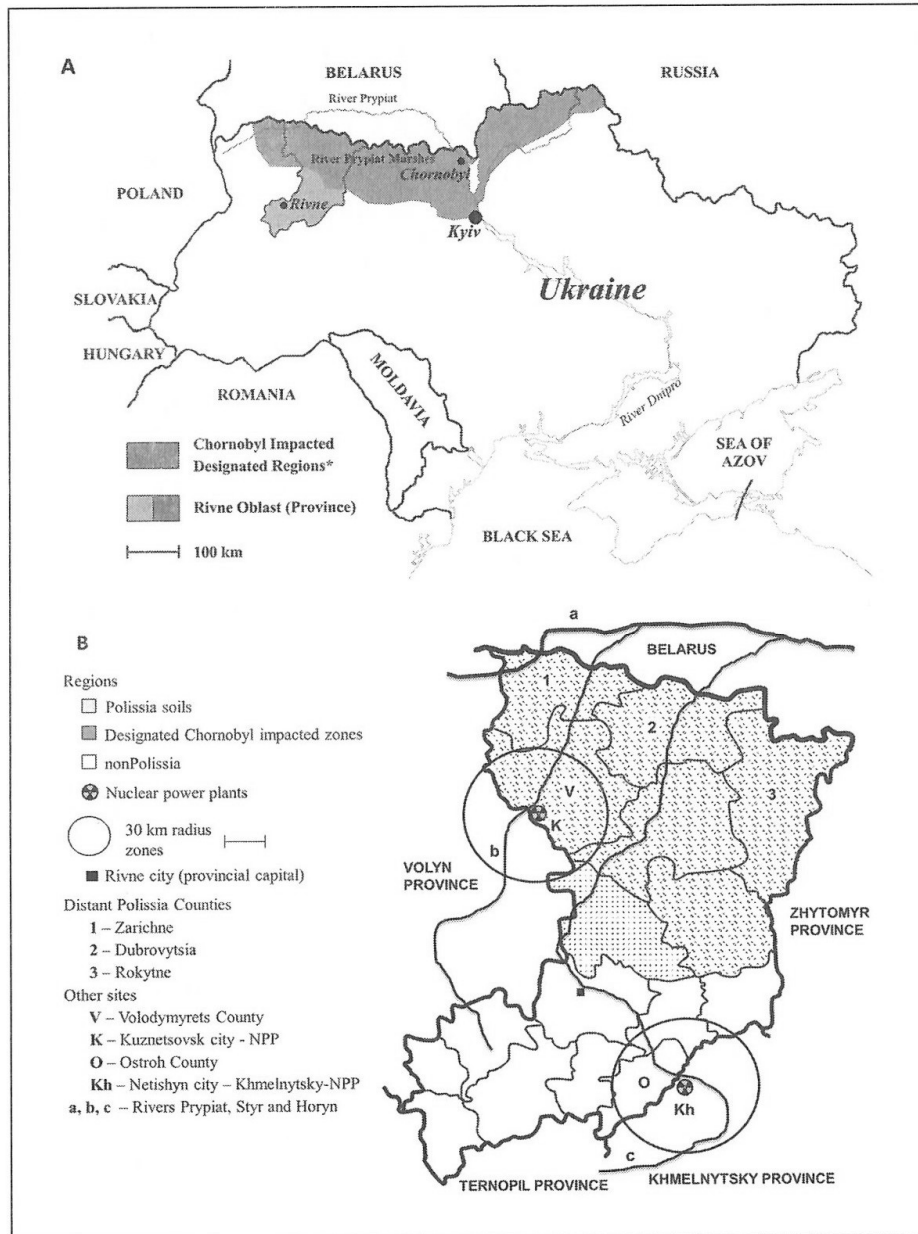 A
BELARUS
RUSSIA
River Prypiat
River Prypiat Marshes
Chornobyl
POLAND
Rivne
Kyiv
Ukraine
SLOVAKIA
HUNGARY
ROMANIA
MOLDAVIA
River Dnipro
SEA OF
AZOV
BLACK SEA
Chornobyl Impacted
Designated Regions*
Rivne Oblast (Province)
100 km
B
Regions
Polissia soils
Designated Chornobyl impacted zones
nonPolissia
Nuclear power plants
30 km radius
zones
Rivne city (provincial capital)
Distant Polissia Counties
1 – Zarichne
2 – Dubrovytsia
3 – Rokytne
Other sites
V – Volodymyrets County
K – Kuznetsovsk city - NPP
O – Ostroh County
Kh – Netishyn city – Khmelnytsky-NPP
a, b, c – Rivers Prypiat, Styr and Horyn
a
BELARUS
1
2
3
V
K
b
VOLYN
PROVINCE
ZHYTOMYR
PROVINCE
O
Kh
c
TERNOPIL PROVINCE
KHMELNYTSKY PROVINCE